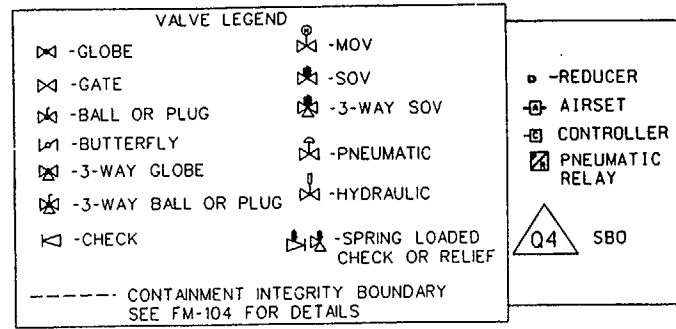 VALVE LEGEND
-GLOBE
-GATE
-BALL OR PLUG
-BUTTERFLY
-3-WAY GLOBE
-3-WAY BALL OR PLUG
-CHECK
M
-MOV
-SOV
-3-WAY SOV
-PNEUMATIC
-HYDRAULIC
-SPRING LOADED
CHECK OR RELIEF
CONTAINMENT INTEGRITY BOUNDARY
SEE FM-104 FOR DETAILS
-REDUCER
A AIRSET
C CONTROLLER
PNEUMATIC
RELAY
Q4 SBO